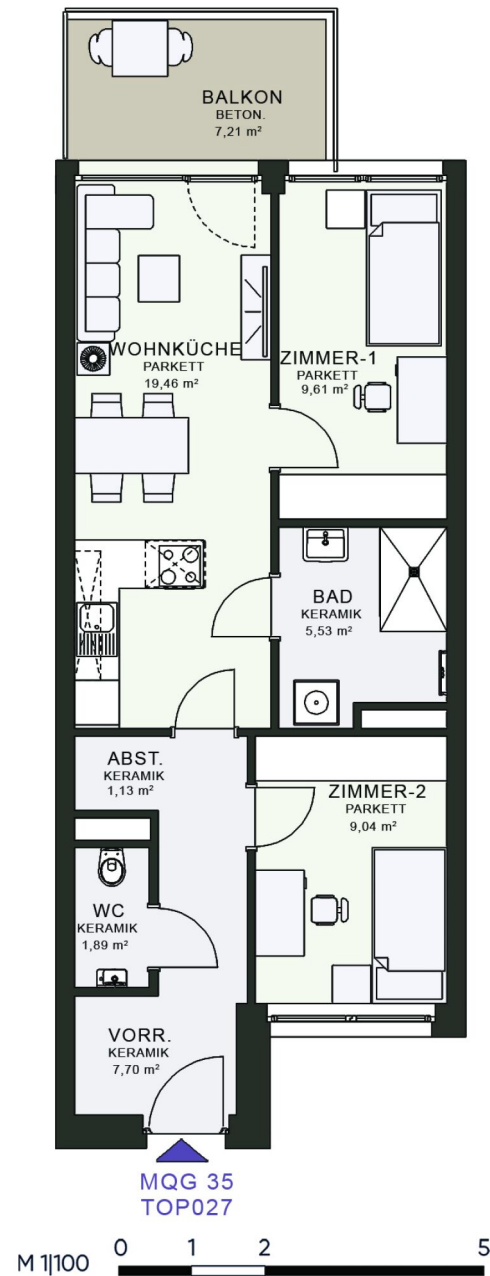 BALKON
BETON.
7,21 m²
WOHNKÜCHE
PARKETT
19,46 m²
ZIMMER-1
PARKETT
9,61 m²
BAD
KERAMIK
5,53 m²
ABST.
KERAMIK
1,13 m²
ZIMMER-2
PARKETT
9,04 m²
WC
KERAMIK
1,89 m²
VORR.
KERAMIK
7,70 m²
MQG 35
TOP027
M 1|100 0 1 2 5